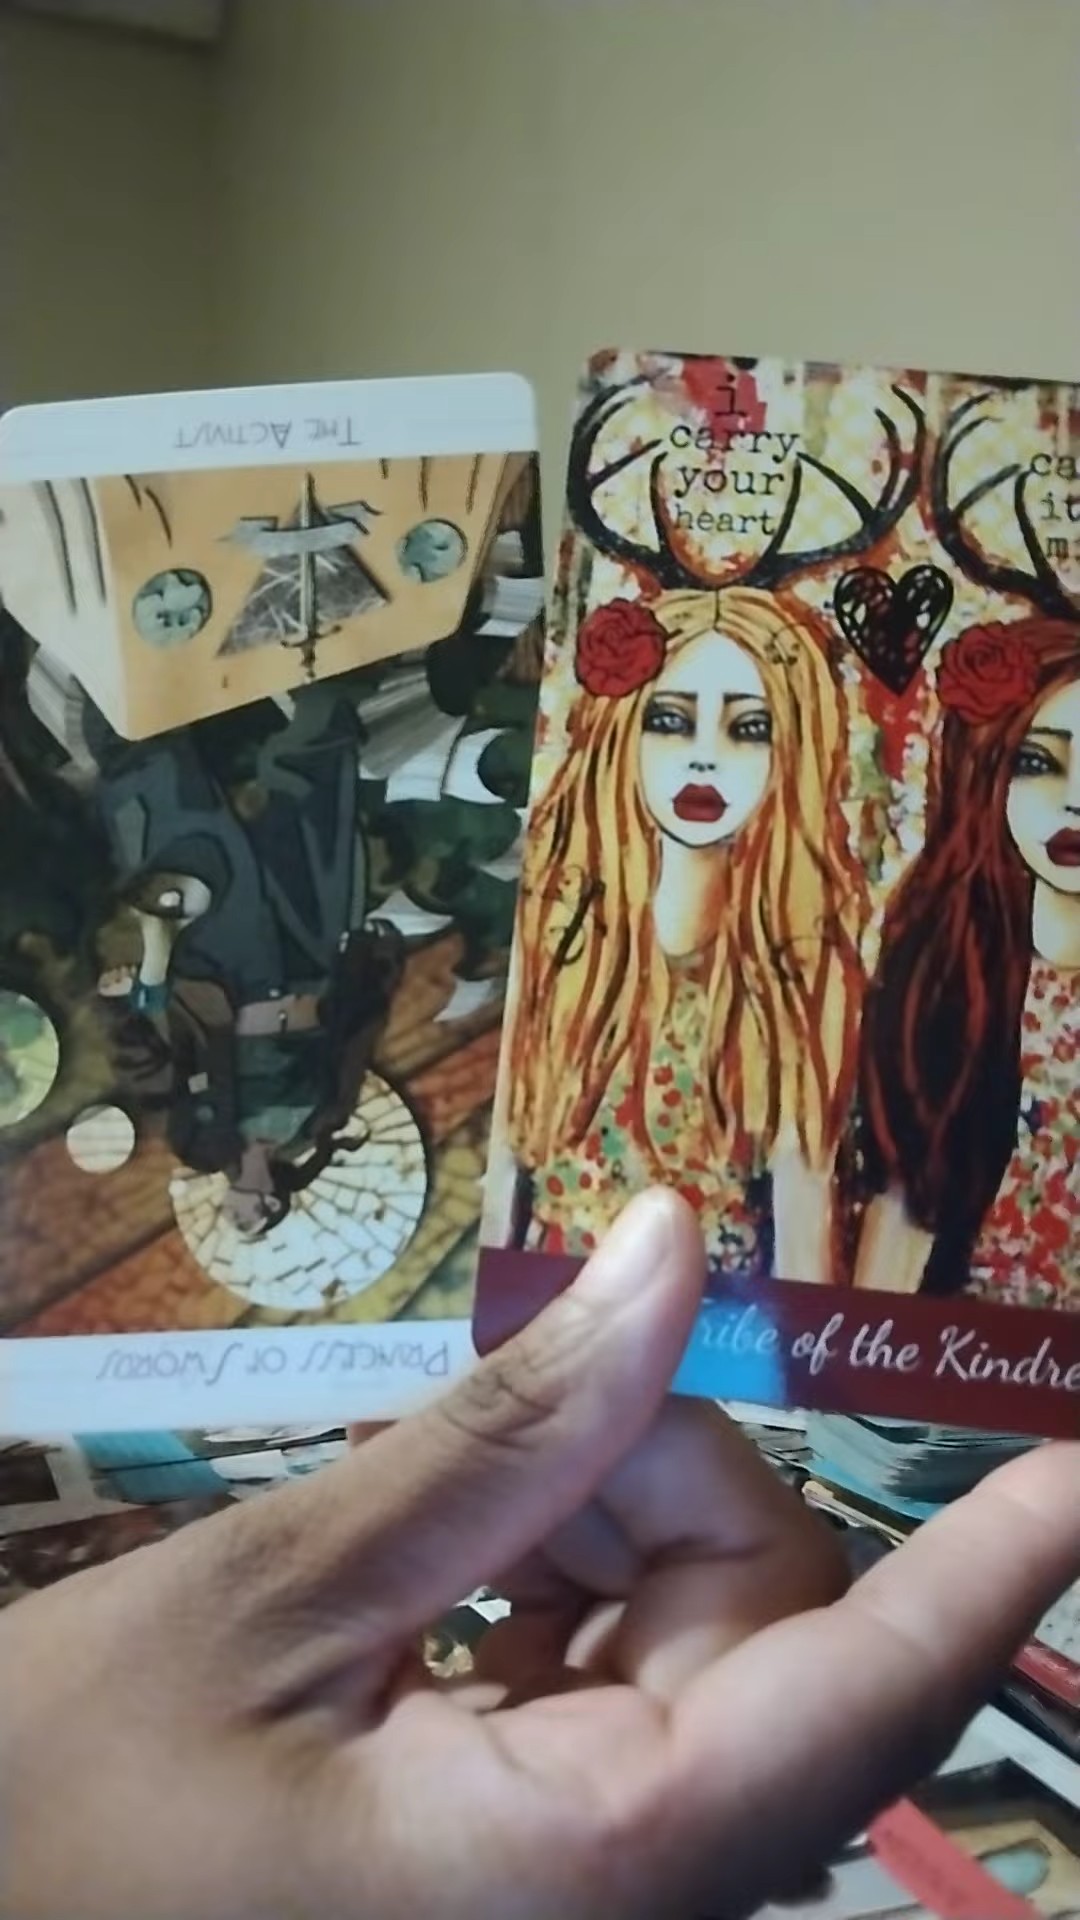 THE ACTIVIST
PRINCESS OF SWORDS
i
carry
your
heart
ca
it
m
ribe of the Kindre